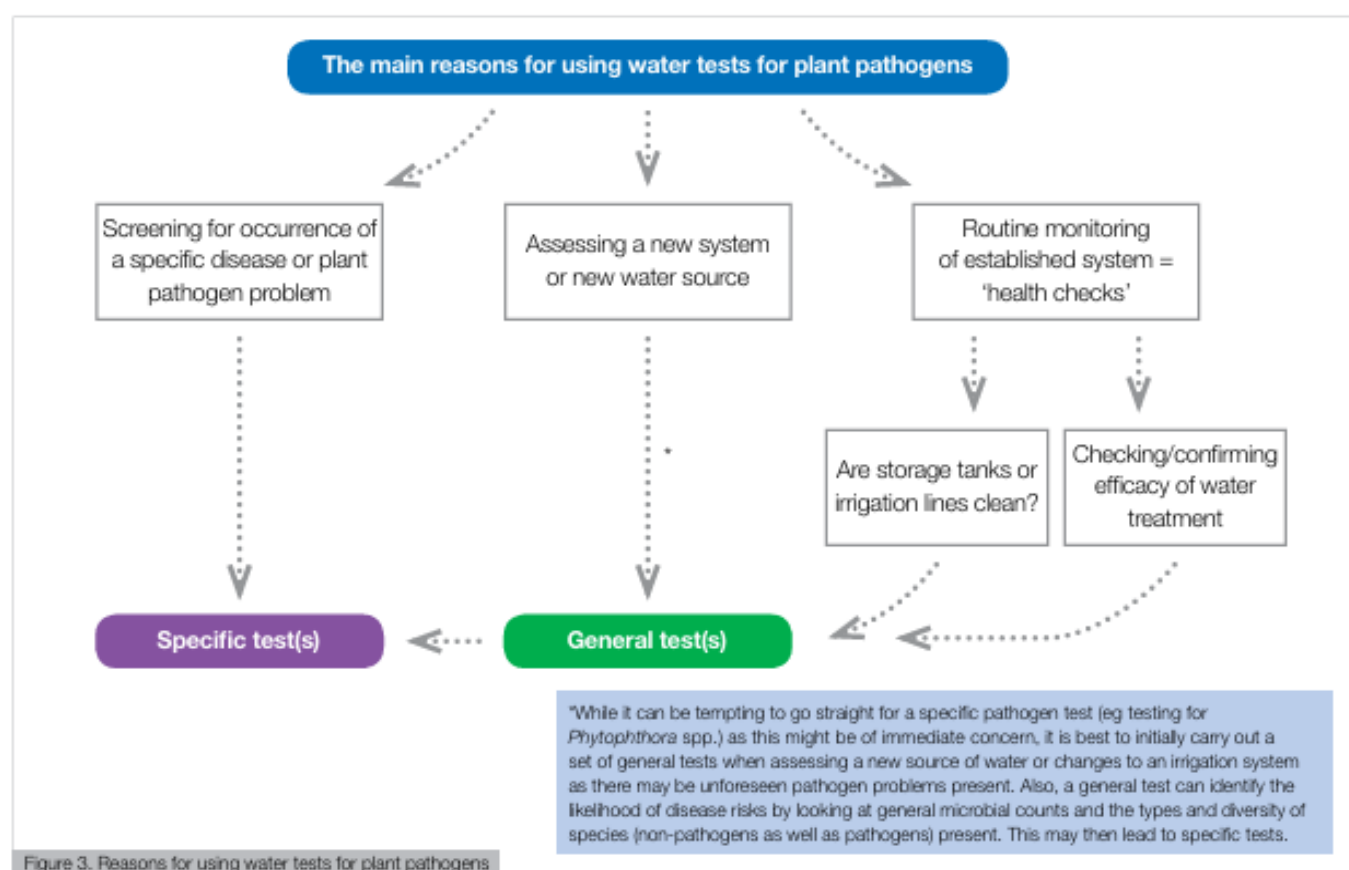 The main reasons for using water tests for plant pathogens
Screening for occurrence of
a specific disease or plant
pathogen problem
Assessing a new system
or new water source
Routine monitoring
of established system =
‘health checks’
*
Are storage tanks or
irrigation lines clean?
Checking/confirming
efficacy of water
treatment
Specific test(s)
General test(s)
*While it can be tempting to go straight for a specific pathogen test (eg testing for
Phytophthora spp.) as this might be of immediate concern, it is best to initially carry out a
set of general tests when assessing a new source of water or changes to an irrigation system
as there may be unforeseen pathogen problems present. Also, a general test can identify the
likelihood of disease risks by looking at general microbial counts and the types and diversity of
species (non-pathogens as well as pathogens) present. This may then lead to specific tests.
Figure 3. Reasons for using water tests for plant pathogens